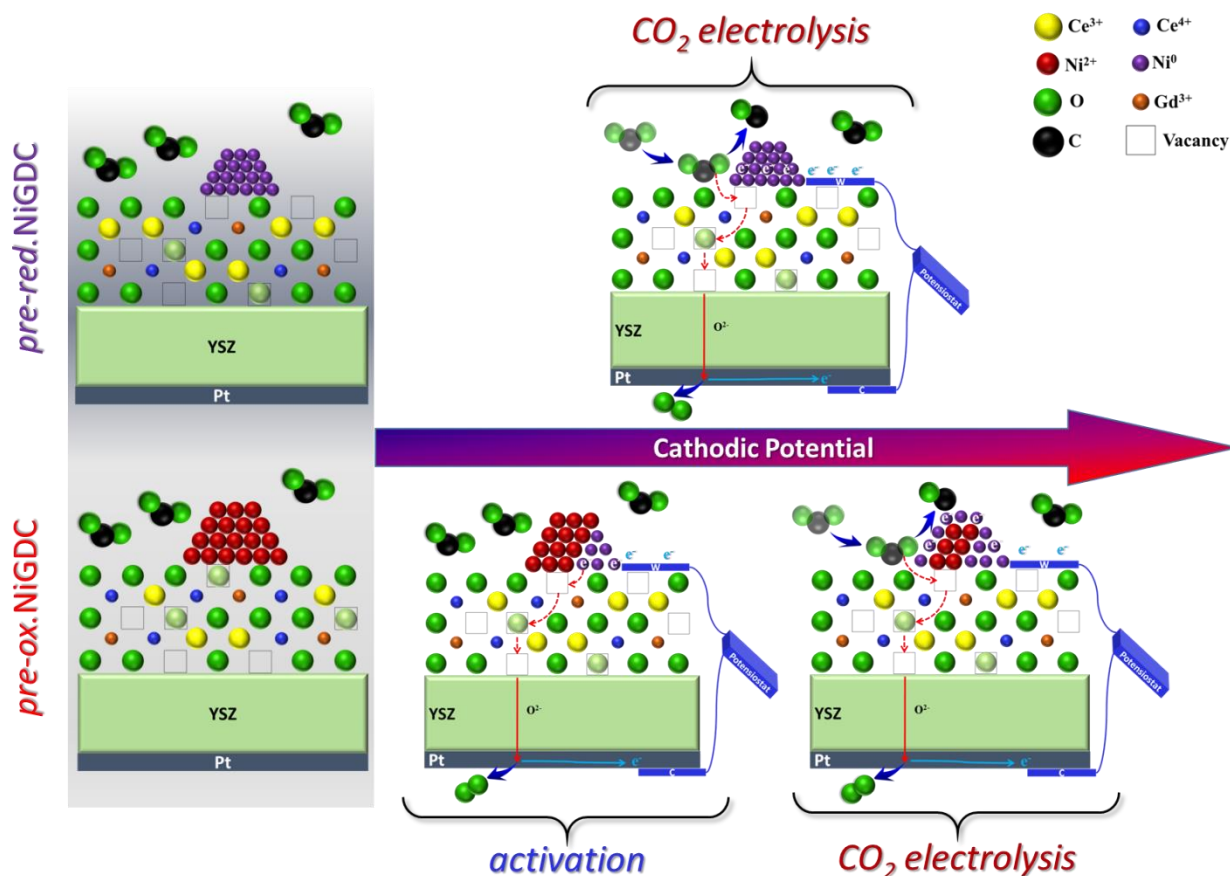 CO₂ electrolysis
Ce³⁺ Ce⁴⁺
Ni²⁺ Ni⁰
O Gd³⁺
C Vacancy
pre-red.NiGDC
YSZ
Pt
e⁻ e⁻ e⁻
e⁻ e⁻ e⁻
W
Potensiostat
YSZ
O²⁻
Pt
e⁻
C
Cathodic Potential
pre-ox.NiGDC
YSZ
Pt
e⁻ e⁻
e⁻ e⁻
W
Potensiostat
YSZ
O²⁻
Pt
e⁻
C
activation
e⁻ e⁻
e⁻ e⁻
e⁻ e⁻
W
Potensiostat
YSZ
O²⁻
Pt
e⁻
C
CO₂ electrolysis